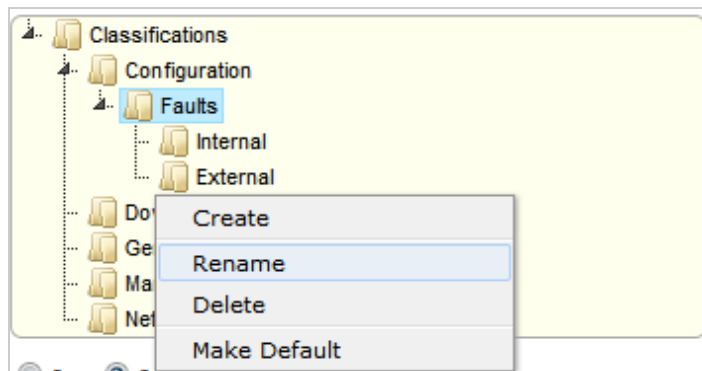 Classifications
Configuration
Faults
Internal
External
Create
Rename
Delete
Make Default